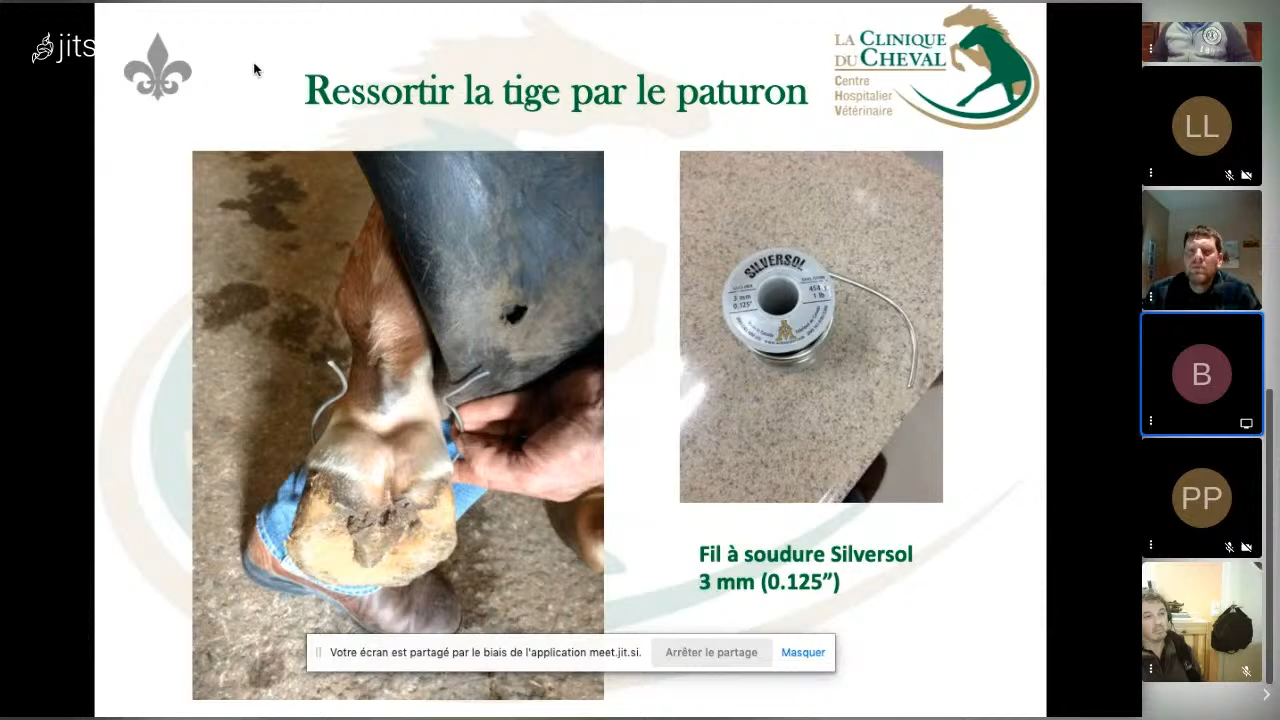 jits
Ressortir la tige par le paturon
LA CLINIQUE
DU CHEVAL
Centre
Hospitalier
Vétérinaire
SILVERSOL
3 mm
0.125"
454 g
1 lb
Fil à soudure Silversol
3 mm (0.125”)
Votre écran est partagé par le biais de l'application meet.jit.si.
Arrêter le partage
Masquer
LL
B
PP